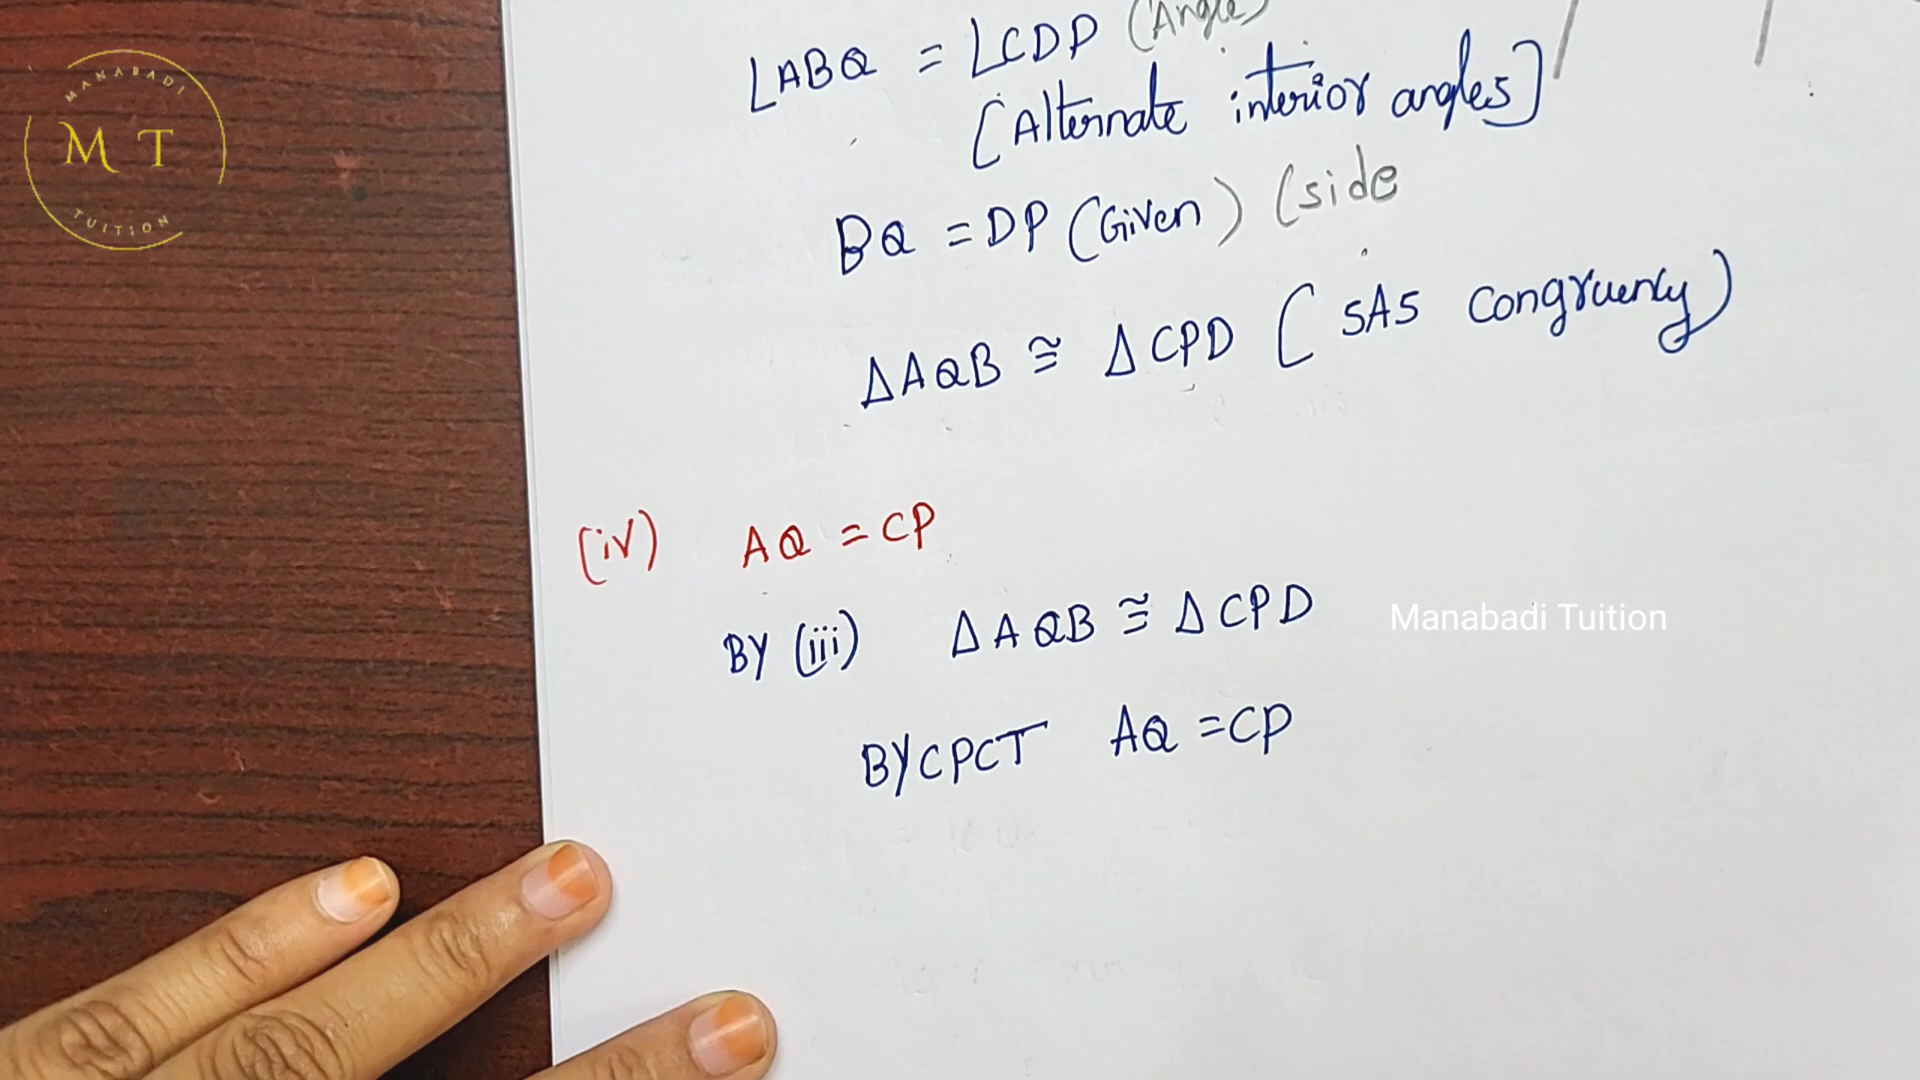 ∠ABQ = ∠CDP (Angle)
[Alternate interior angles]
BQ = DP (Given) (side
ΔAQB ≅ ΔCPD (SAS Congruency)
(iv) AQ = CP
BY (iii) ΔAQB ≅ ΔCPD
BY CPCT AQ = CP
Manabadi Tuition
MANABADI
M T
TUITION